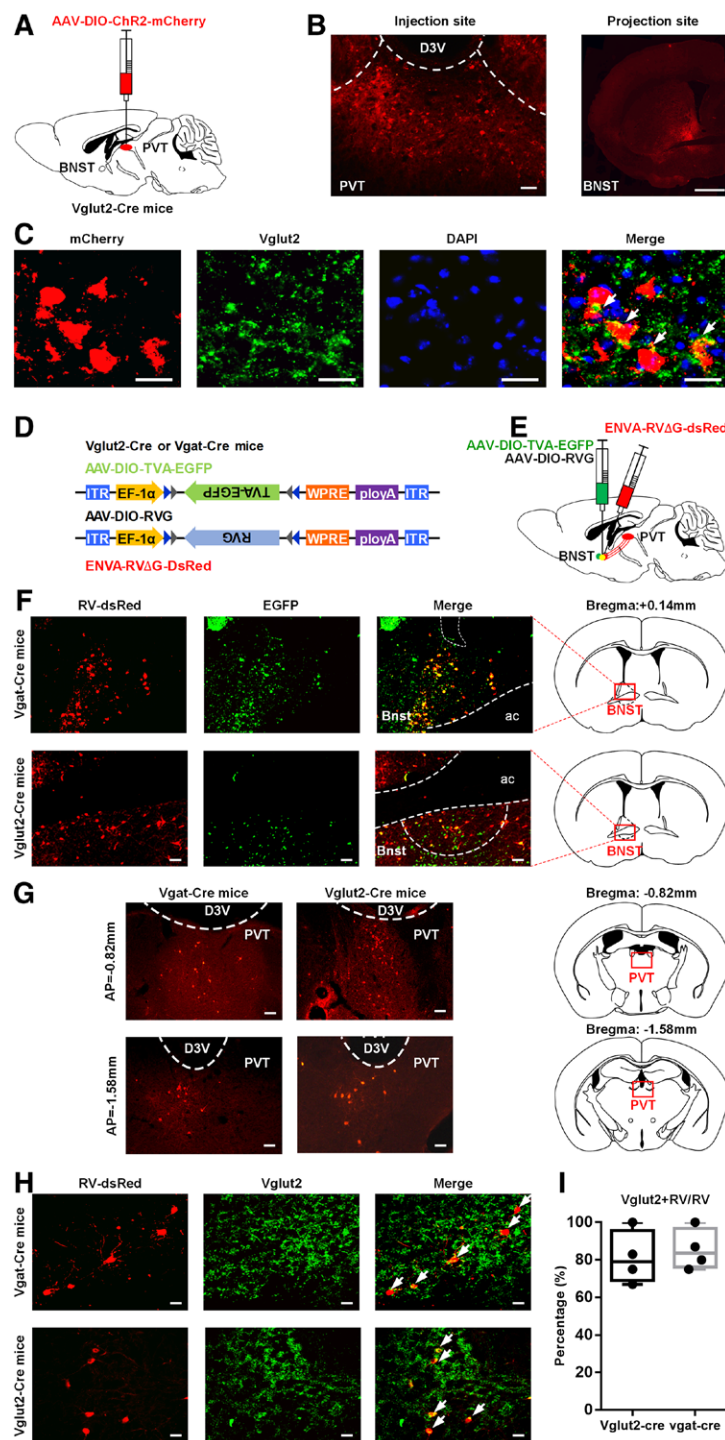 A
AAV-DIO-ChR2-mCherry
BNST
PVT
Vglut2-Cre mice
B
Injection site
Projection site
D3V
PVT
BNST
C
mCherry
Vglut2
DAPI
Merge
D
Vglut2-Cre or Vgat-Cre mice
AAV-DIO-TVA-EGFP
ITR EF-1α TVA-EGFP WPRE ployA ITR
AAV-DIO-RVG
ITR EF-1α RVG WPRE ployA ITR
ENVA-RVΔG-DsRed
E
ENVA-RVΔG-dsRed
AAV-DIO-TVA-EGFP
AAV-DIO-RVG
PVT
BNST
F
RV-dsRed
EGFP
Merge
Bregma:+0.14mm
Vgat-Cre mice
Bnst
ac
BNST
Vglut2-Cre mice
ac
Bnst
BNST
G
Vgat-Cre mice
Vglut2-Cre mice
Bregma: -0.82mm
AP=-0.82mm
D3V
PVT
D3V
PVT
PVT
Bregma: -1.58mm
AP=-1.58mm
D3V
PVT
D3V
PVT
PVT
H
RV-dsRed
Vglut2
Merge
Vgat-Cre mice
Vglut2-Cre mice
I
Vglut2+RV/RV
Percentage (%)
100
80
60
40
20
0
Vglut2-cre
vgat-cre